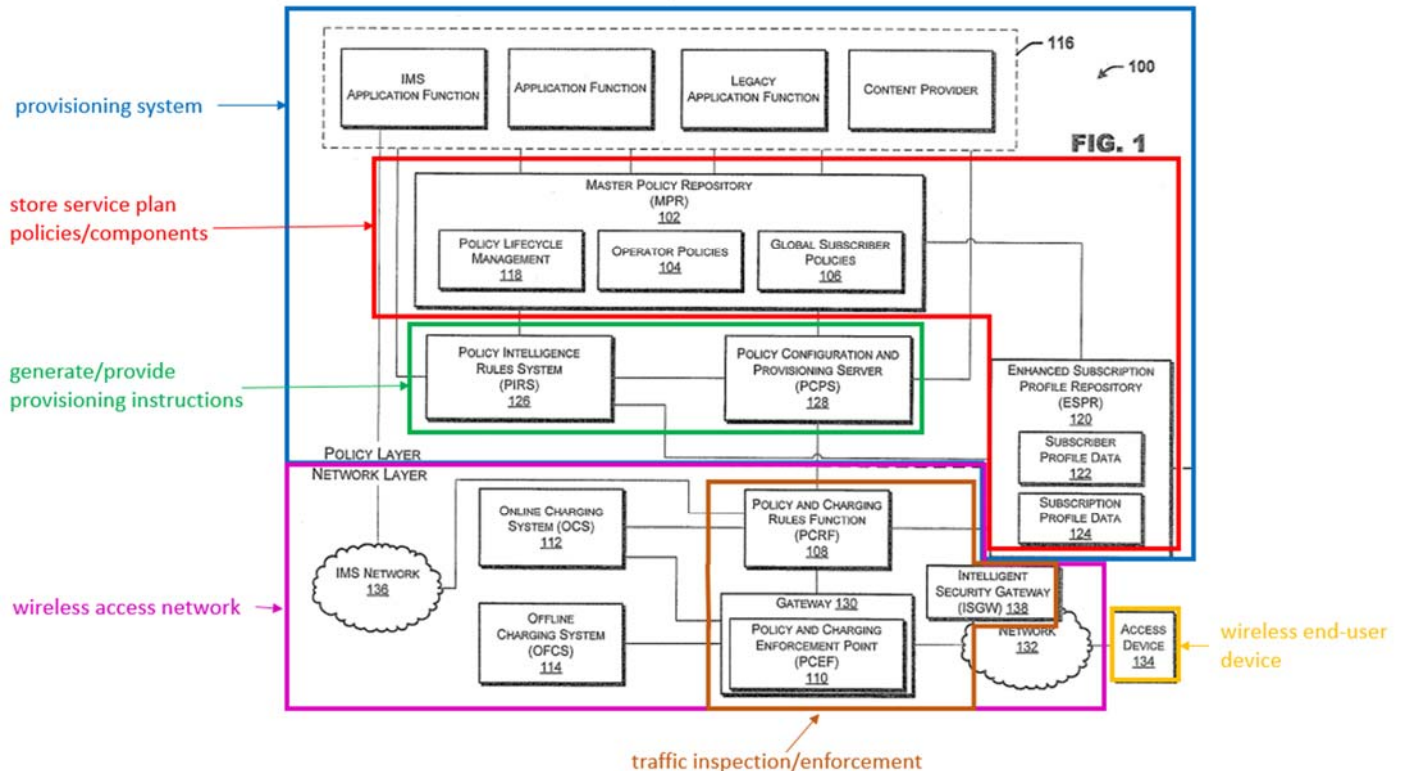 116
IMS
APPLICATION FUNCTION
APPLICATION FUNCTION
LEGACY
APPLICATION FUNCTION
CONTENT PROVIDER
100
provisioning system
FIG. 1
MASTER POLICY REPOSITORY
(MPR)
102
store service plan
policies/components
POLICY LIFECYCLE
MANAGEMENT
118
OPERATOR POLICIES
104
GLOBAL SUBSCRIBER
POLICIES
106
generate/provide
provisioning instructions
POLICY INTELLIGENCE
RULES SYSTEM
(PIRS)
126
POLICY CONFIGURATION AND
PROVISIONING SERVER
(PCPS)
128
ENHANCED SUBSCRIPTION
PROFILE REPOSITORY
(ESPR)
120
SUBSCRIBER
PROFILE DATA
122
SUBSCRIPTION
PROFILE DATA
124
POLICY LAYER
NETWORK LAYER
ONLINE CHARGING
SYSTEM (OCS)
112
POLICY AND CHARGING
RULES FUNCTION
(PCRF)
108
IMS NETWORK
136
wireless access network
INTELLIGENT
SECURITY GATEWAY
(ISGW) 138
OFFLINE
CHARGING SYSTEM
(OFCS)
114
GATEWAY 130
POLICY AND CHARGING
ENFORCEMENT POINT
(PCEF)
110
NETWORK
132
ACCESS
DEVICE
134
wireless end-user
device
traffic inspection/enforcement